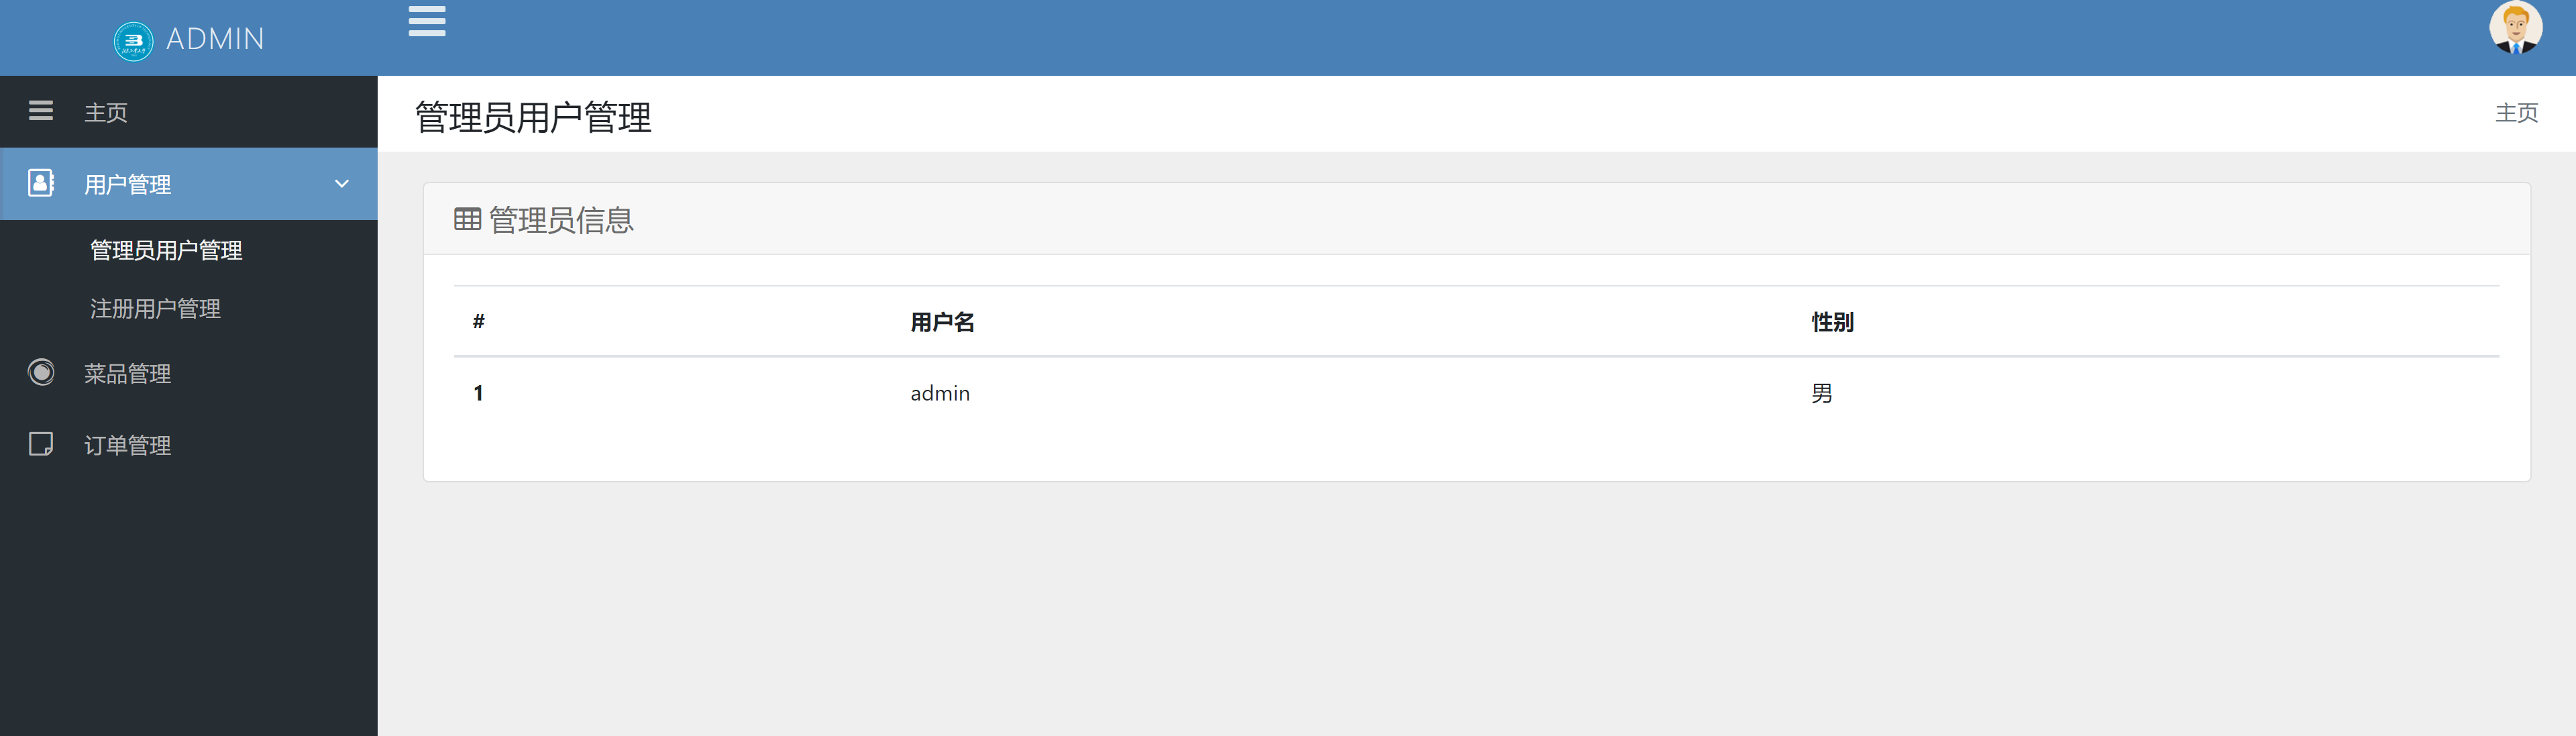 ADMIN
主页
用户管理
管理员用户管理
注册用户管理
菜品管理
订单管理
管理员用户管理
主页
管理员信息
# 用户名 性别
1 admin 男